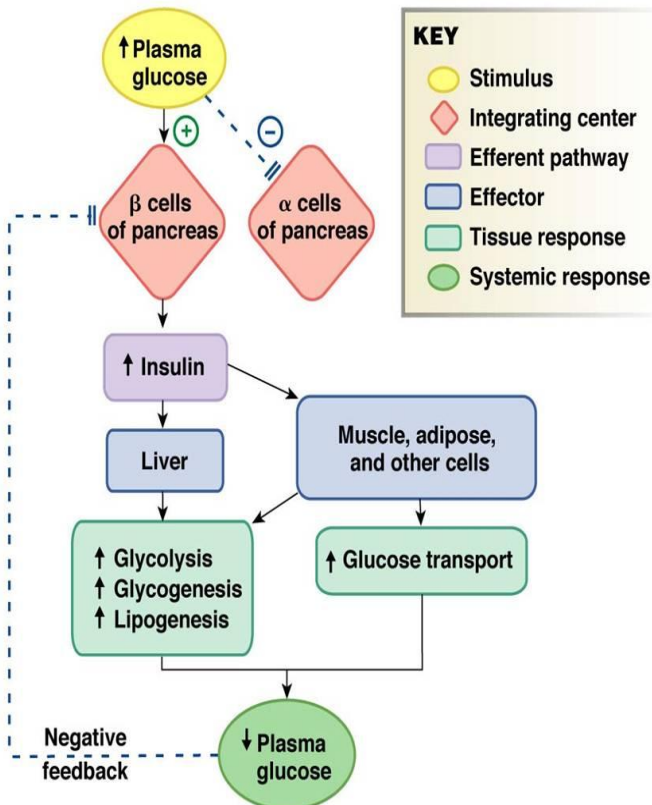 ↑ Plasma
glucose
+
−
β cells
of pancreas
α cells
of pancreas
KEY
Stimulus
Integrating center
Efferent pathway
Effector
Tissue response
Systemic response
↑ Insulin
Liver
Muscle, adipose,
and other cells
↑ Glycolysis
↑ Glycogenesis
↑ Lipogenesis
↑ Glucose transport
Negative
feedback
↓ Plasma
glucose